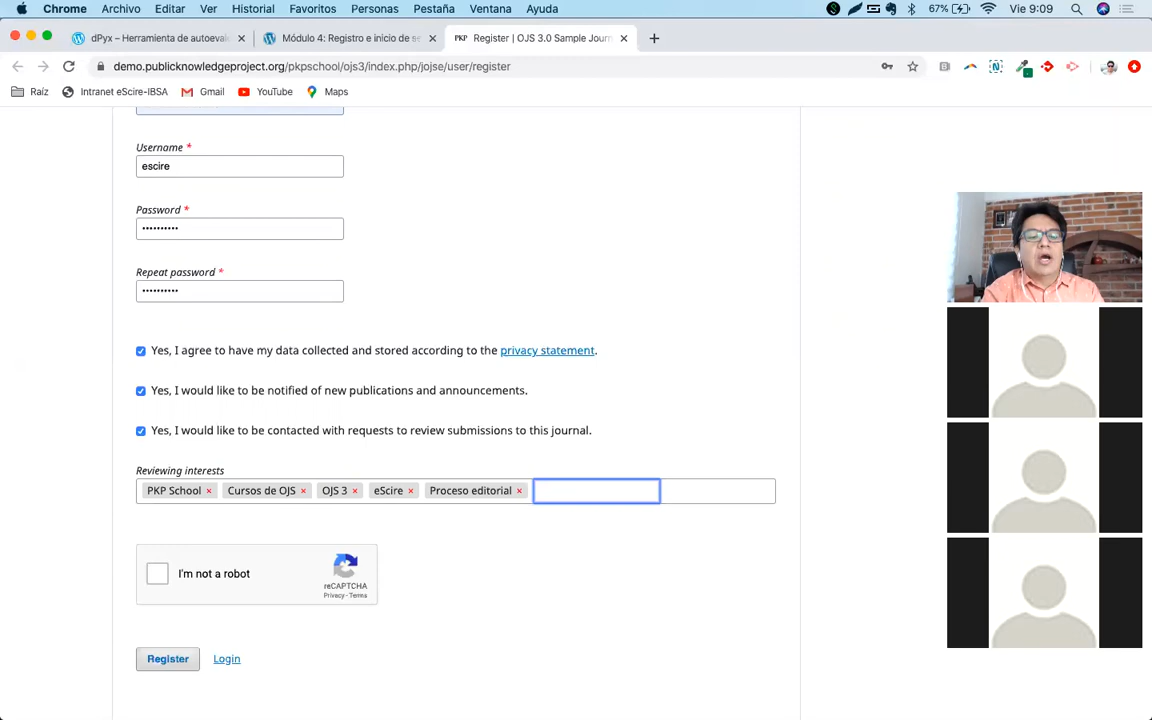 Chrome Archivo Editar Ver Historial Favoritos Personas Pestaña Ventana Ayuda 67% Vie 9:09
dPyx – Herramienta de autoeval Módulo 4: Registro e inicio de se PKP Register | OJS 3.0 Sample Journ
demo.publicknowledgeproject.org/pkpschool/ojs3/index.php/jojse/user/register
Raíz Intranet eScire-IBSA Gmail YouTube Maps
Username *
escire
Password *
Repeat password *
Yes, I agree to have my data collected and stored according to the privacy statement.
Yes, I would like to be notified of new publications and announcements.
Yes, I would like to be contacted with requests to review submissions to this journal.
Reviewing interests
PKP School × Cursos de OJS × OJS 3 × eScire × Proceso editorial ×
I'm not a robot
reCAPTCHA
Privacy - Terms
Register Login